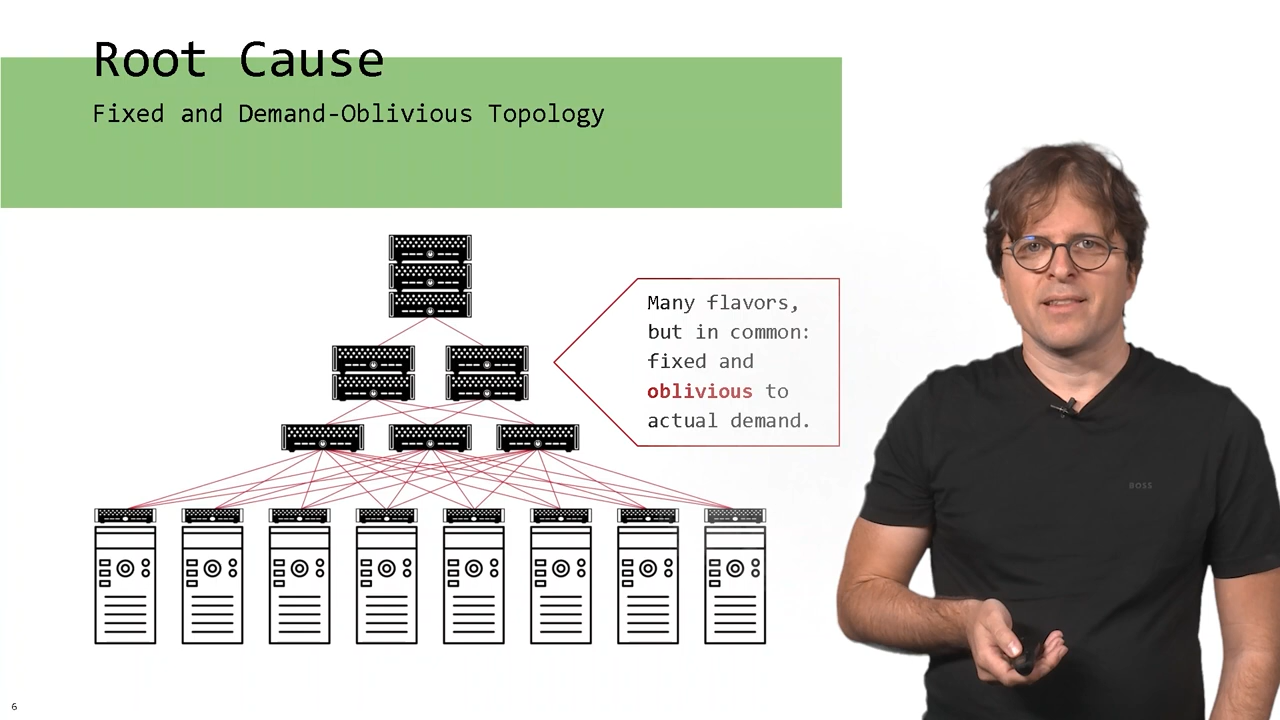 Root Cause
Fixed and Demand-Oblivious Topology
Many flavors,
but in common:
fixed and
oblivious to
actual demand.
BOSS
6